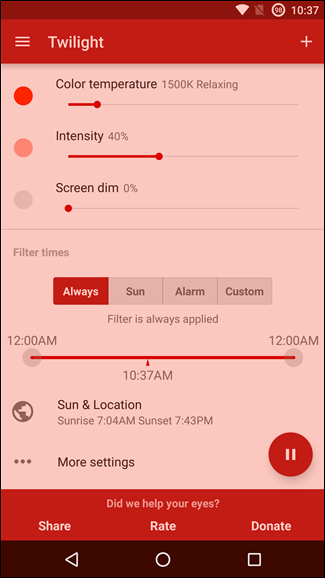 98 10:37
Twilight
Color temperature 1500K Relaxing
Intensity 40%
Screen dim 0%
Filter times
Always Sun Alarm Custom
Filter is always applied
12:00AM 12:00AM
10:37AM
Sun & Location
Sunrise 7:04AM Sunset 7:43PM
More settings
Did we help your eyes?
Share Rate Donate